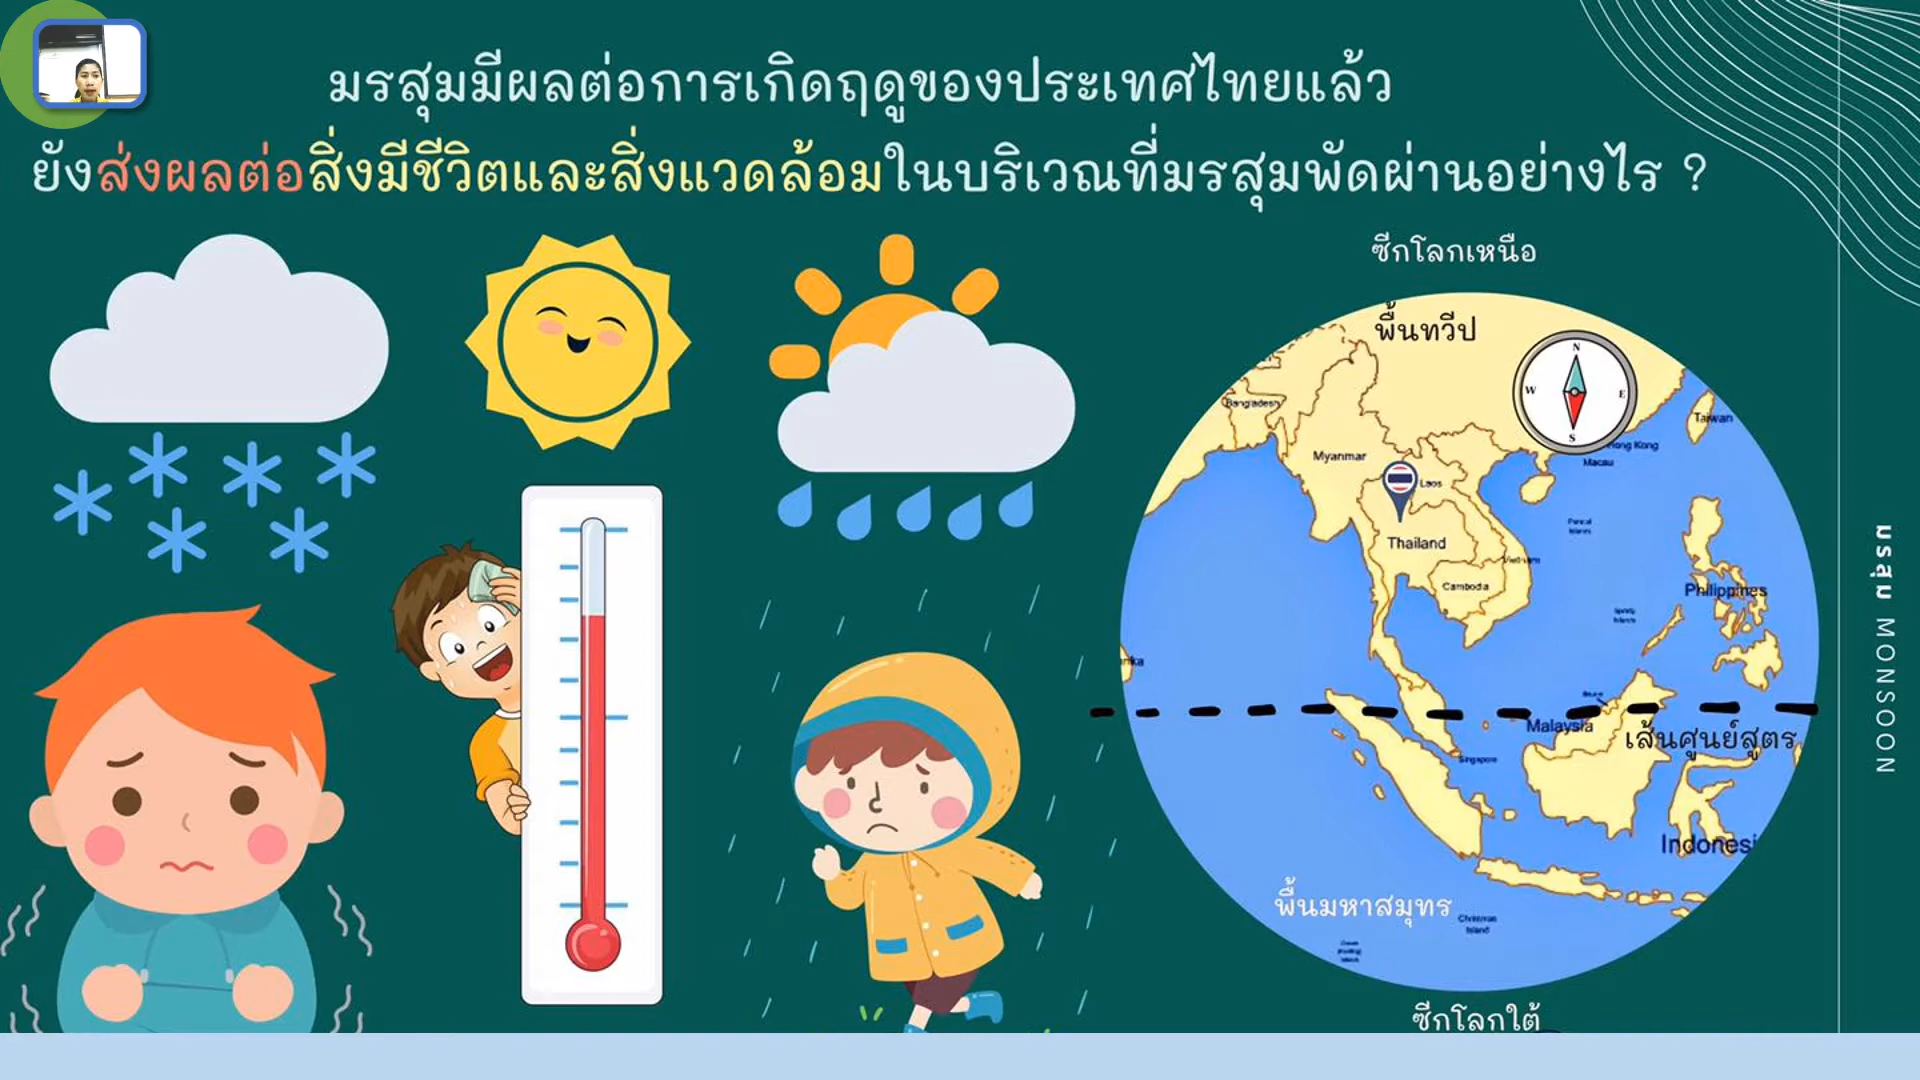 มรสุมมีผลต่อการเกิดฤดูของประเทศไทยแล้ว
ยังส่งผลต่อสิ่งมีชีวิตและสิ่งแวดล้อมในบริเวณที่มรสุมพัดผ่านอย่างไร ?
ซีกโลกเหนือ
พื้นทวีป
N
W
E
S
Bangladesh
Taiwan
Hong Kong
Macau
Myanmar
Laos
Thailand
Vietnam
Cambodia
Philippines
Malaysia
เส้นศูนย์สูตร
Singapore
Indonesi
พื้นมหาสมุทร
Christmas
Island
ซีกโลกใต้
มรสุม MONSOON